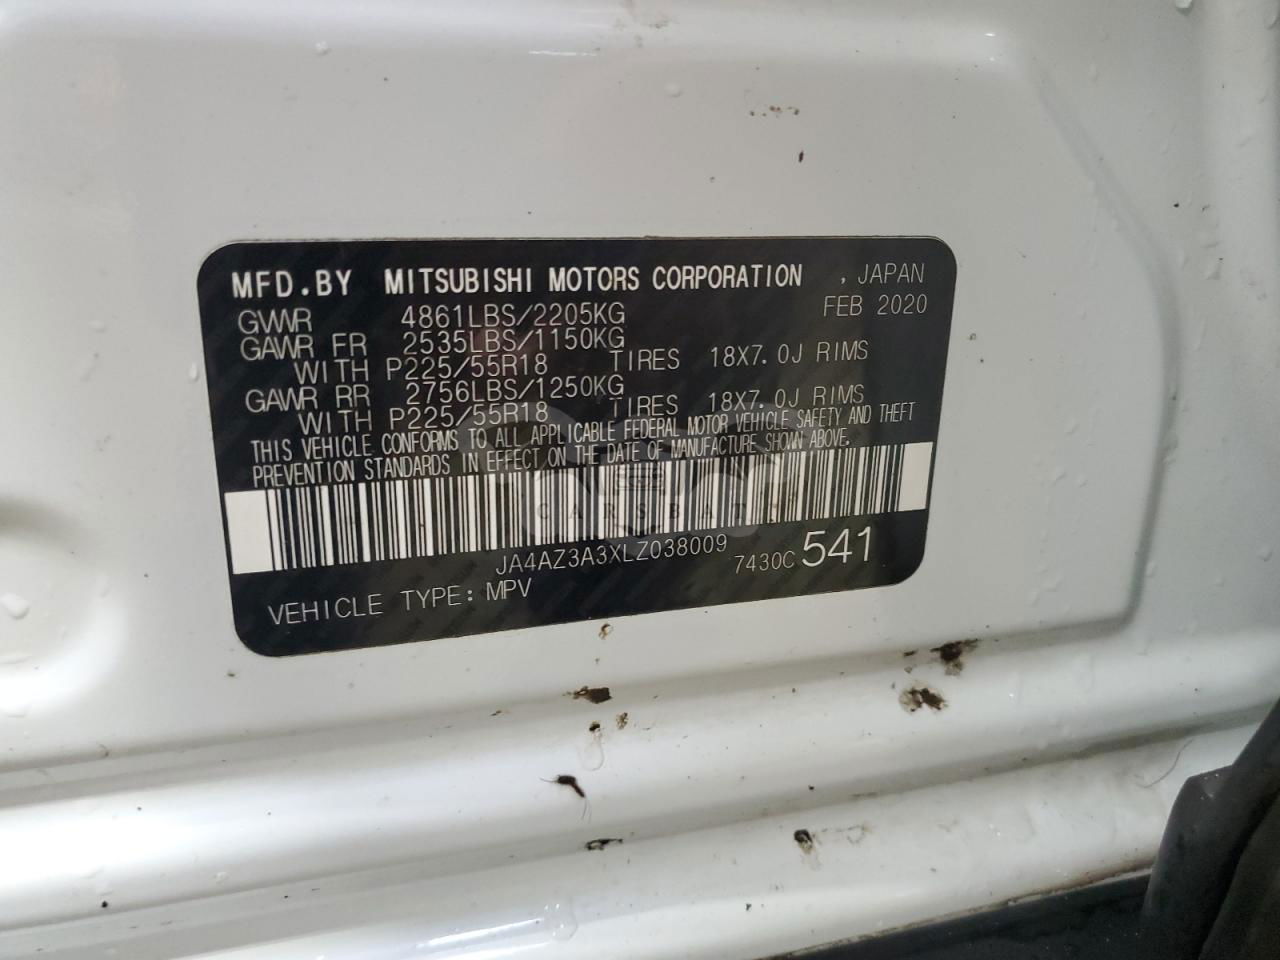 MFD.BY MITSUBISHI MOTORS CORPORATION , JAPAN
GVWR 4861LBS/2205KG FEB 2020
GAWR FR 2535LBS/1150KG
WITH P225/55R18 TIRES 18X7.0J RIMS
GAWR RR 2756LBS/1250KG
WITH P225/55R18 TIRES 18X7.0J RIMS
THIS VEHICLE CONFORMS TO ALL APPLICABLE FEDERAL MOTOR VEHICLE SAFETY AND THEFT
PREVENTION STANDARDS IN EFFECT ON THE DATE OF MANUFACTURE SHOWN ABOVE.
CARSBAT
JA4AZ3A3XLZ038009 7430C 541
VEHICLE TYPE: MPV